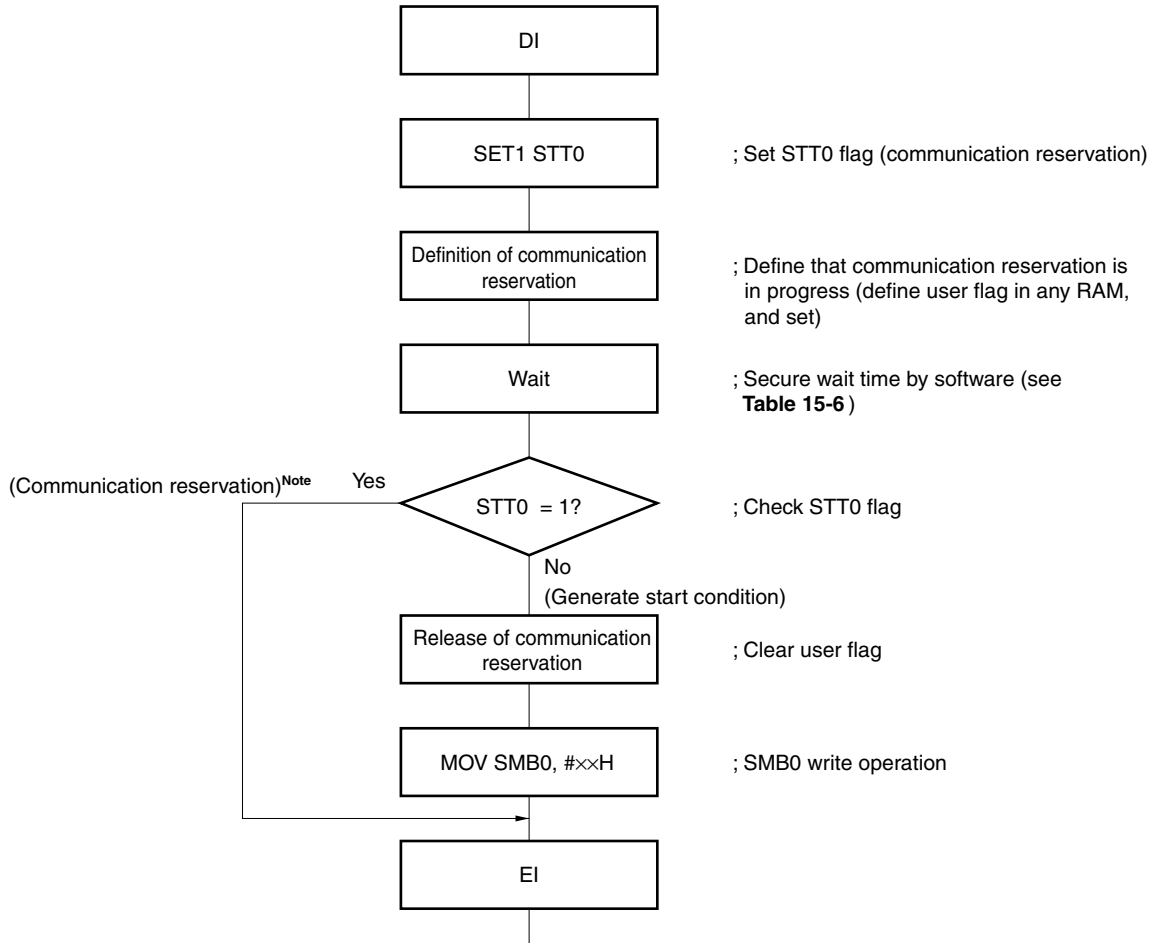 DI
SET1 STT0
; Set STT0 flag (communication reservation)
Definition of communication
reservation
; Define that communication reservation is
in progress (define user flag in any RAM,
and set)
Wait
; Secure wait time by software (see
Table 15-6 )
(Communication reservation)Note
Yes
STT0 = 1?
; Check STT0 flag
No
(Generate start condition)
Release of communication
reservation
; Clear user flag
MOV SMB0, #××H
; SMB0 write operation
EI